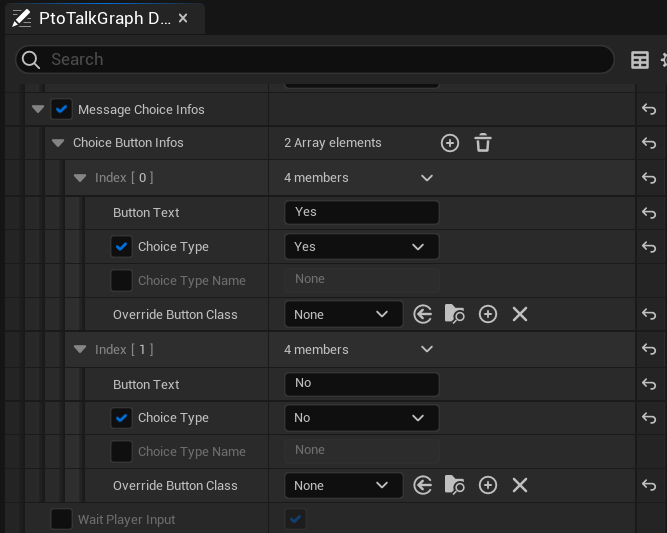 PtoTalkGraph D...
Search
Message Choice Infos
Choice Button Infos 2 Array elements
Index [ 0 ] 4 members
Button Text Yes
Choice Type Yes
Choice Type Name None
Override Button Class None
Index [ 1 ] 4 members
Button Text No
Choice Type No
Choice Type Name None
Override Button Class None
Wait Player Input